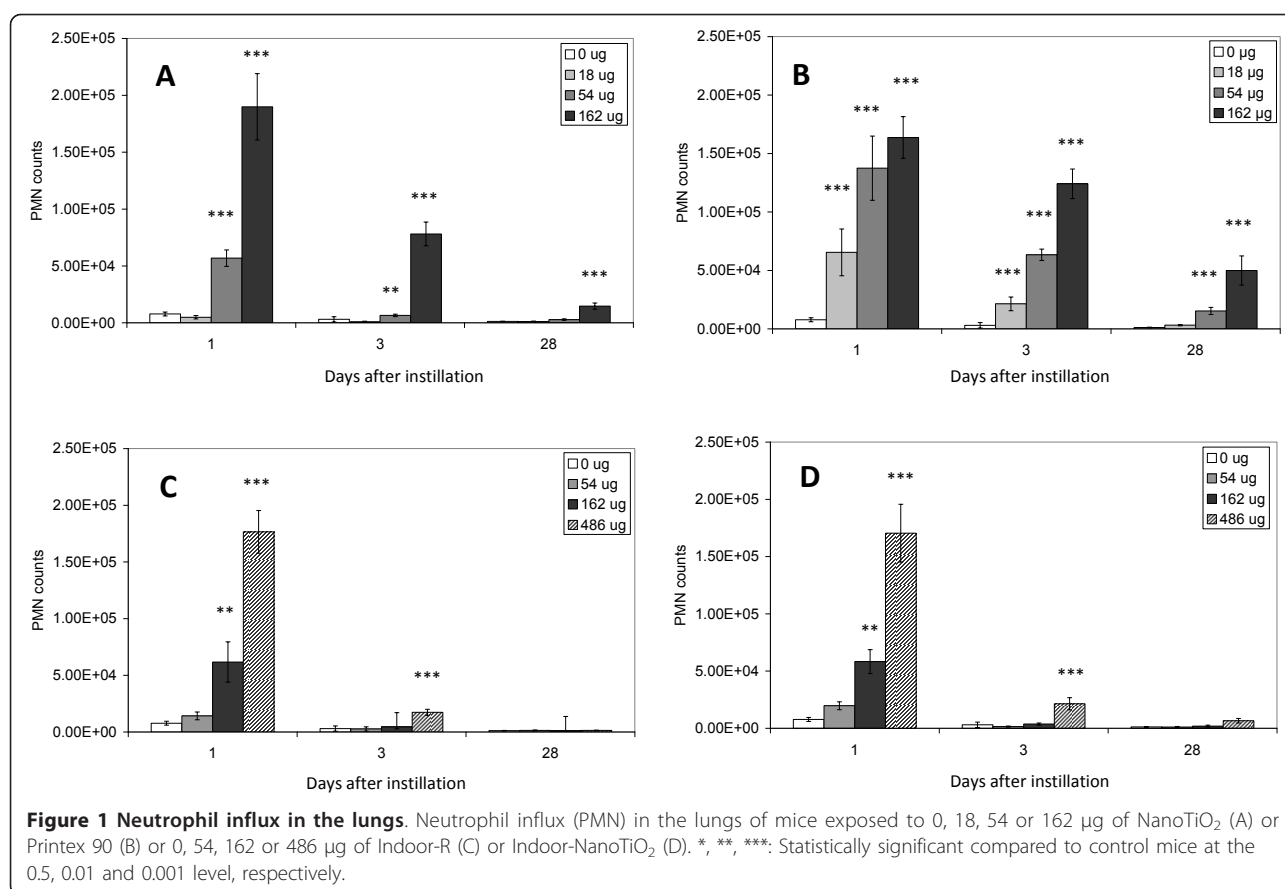 2.50E+05
2.00E+05
1.50E+05
1.00E+05
5.00E+04
0.00E+00
PMN counts
A
***
***
**
***
***
0 ug
18 ug
54 ug
162 ug
1
3
28
Days after instillation
2.50E+05
2.00E+05
1.50E+05
1.00E+05
5.00E+04
0.00E+00
PMN counts
B
***
***
***
***
***
***
***
***
0 µg
18 µg
54 µg
162 µg
1
3
28
Days after instillation
2.50E+05
2.00E+05
1.50E+05
1.00E+05
5.00E+04
0.00E+00
PMN counts
C
**
***
***
0 ug
54 ug
162 ug
486 ug
1
3
28
Days after instillation
2.50E+05
2.00E+05
1.50E+05
1.00E+05
5.00E+04
0.00E+00
PMN counts
D
**
***
***
0 ug
54 ug
162 ug
486 ug
1
3
28
Days after instillation
Figure 1 Neutrophil influx in the lungs. Neutrophil influx (PMN) in the lungs of mice exposed to 0, 18, 54 or 162 µg of NanoTiO₂ (A) or
Printex 90 (B) or 0, 54, 162 or 486 µg of Indoor-R (C) or Indoor-NanoTiO₂ (D). *, **, ***: Statistically significant compared to control mice at the
0.5, 0.01 and 0.001 level, respectively.